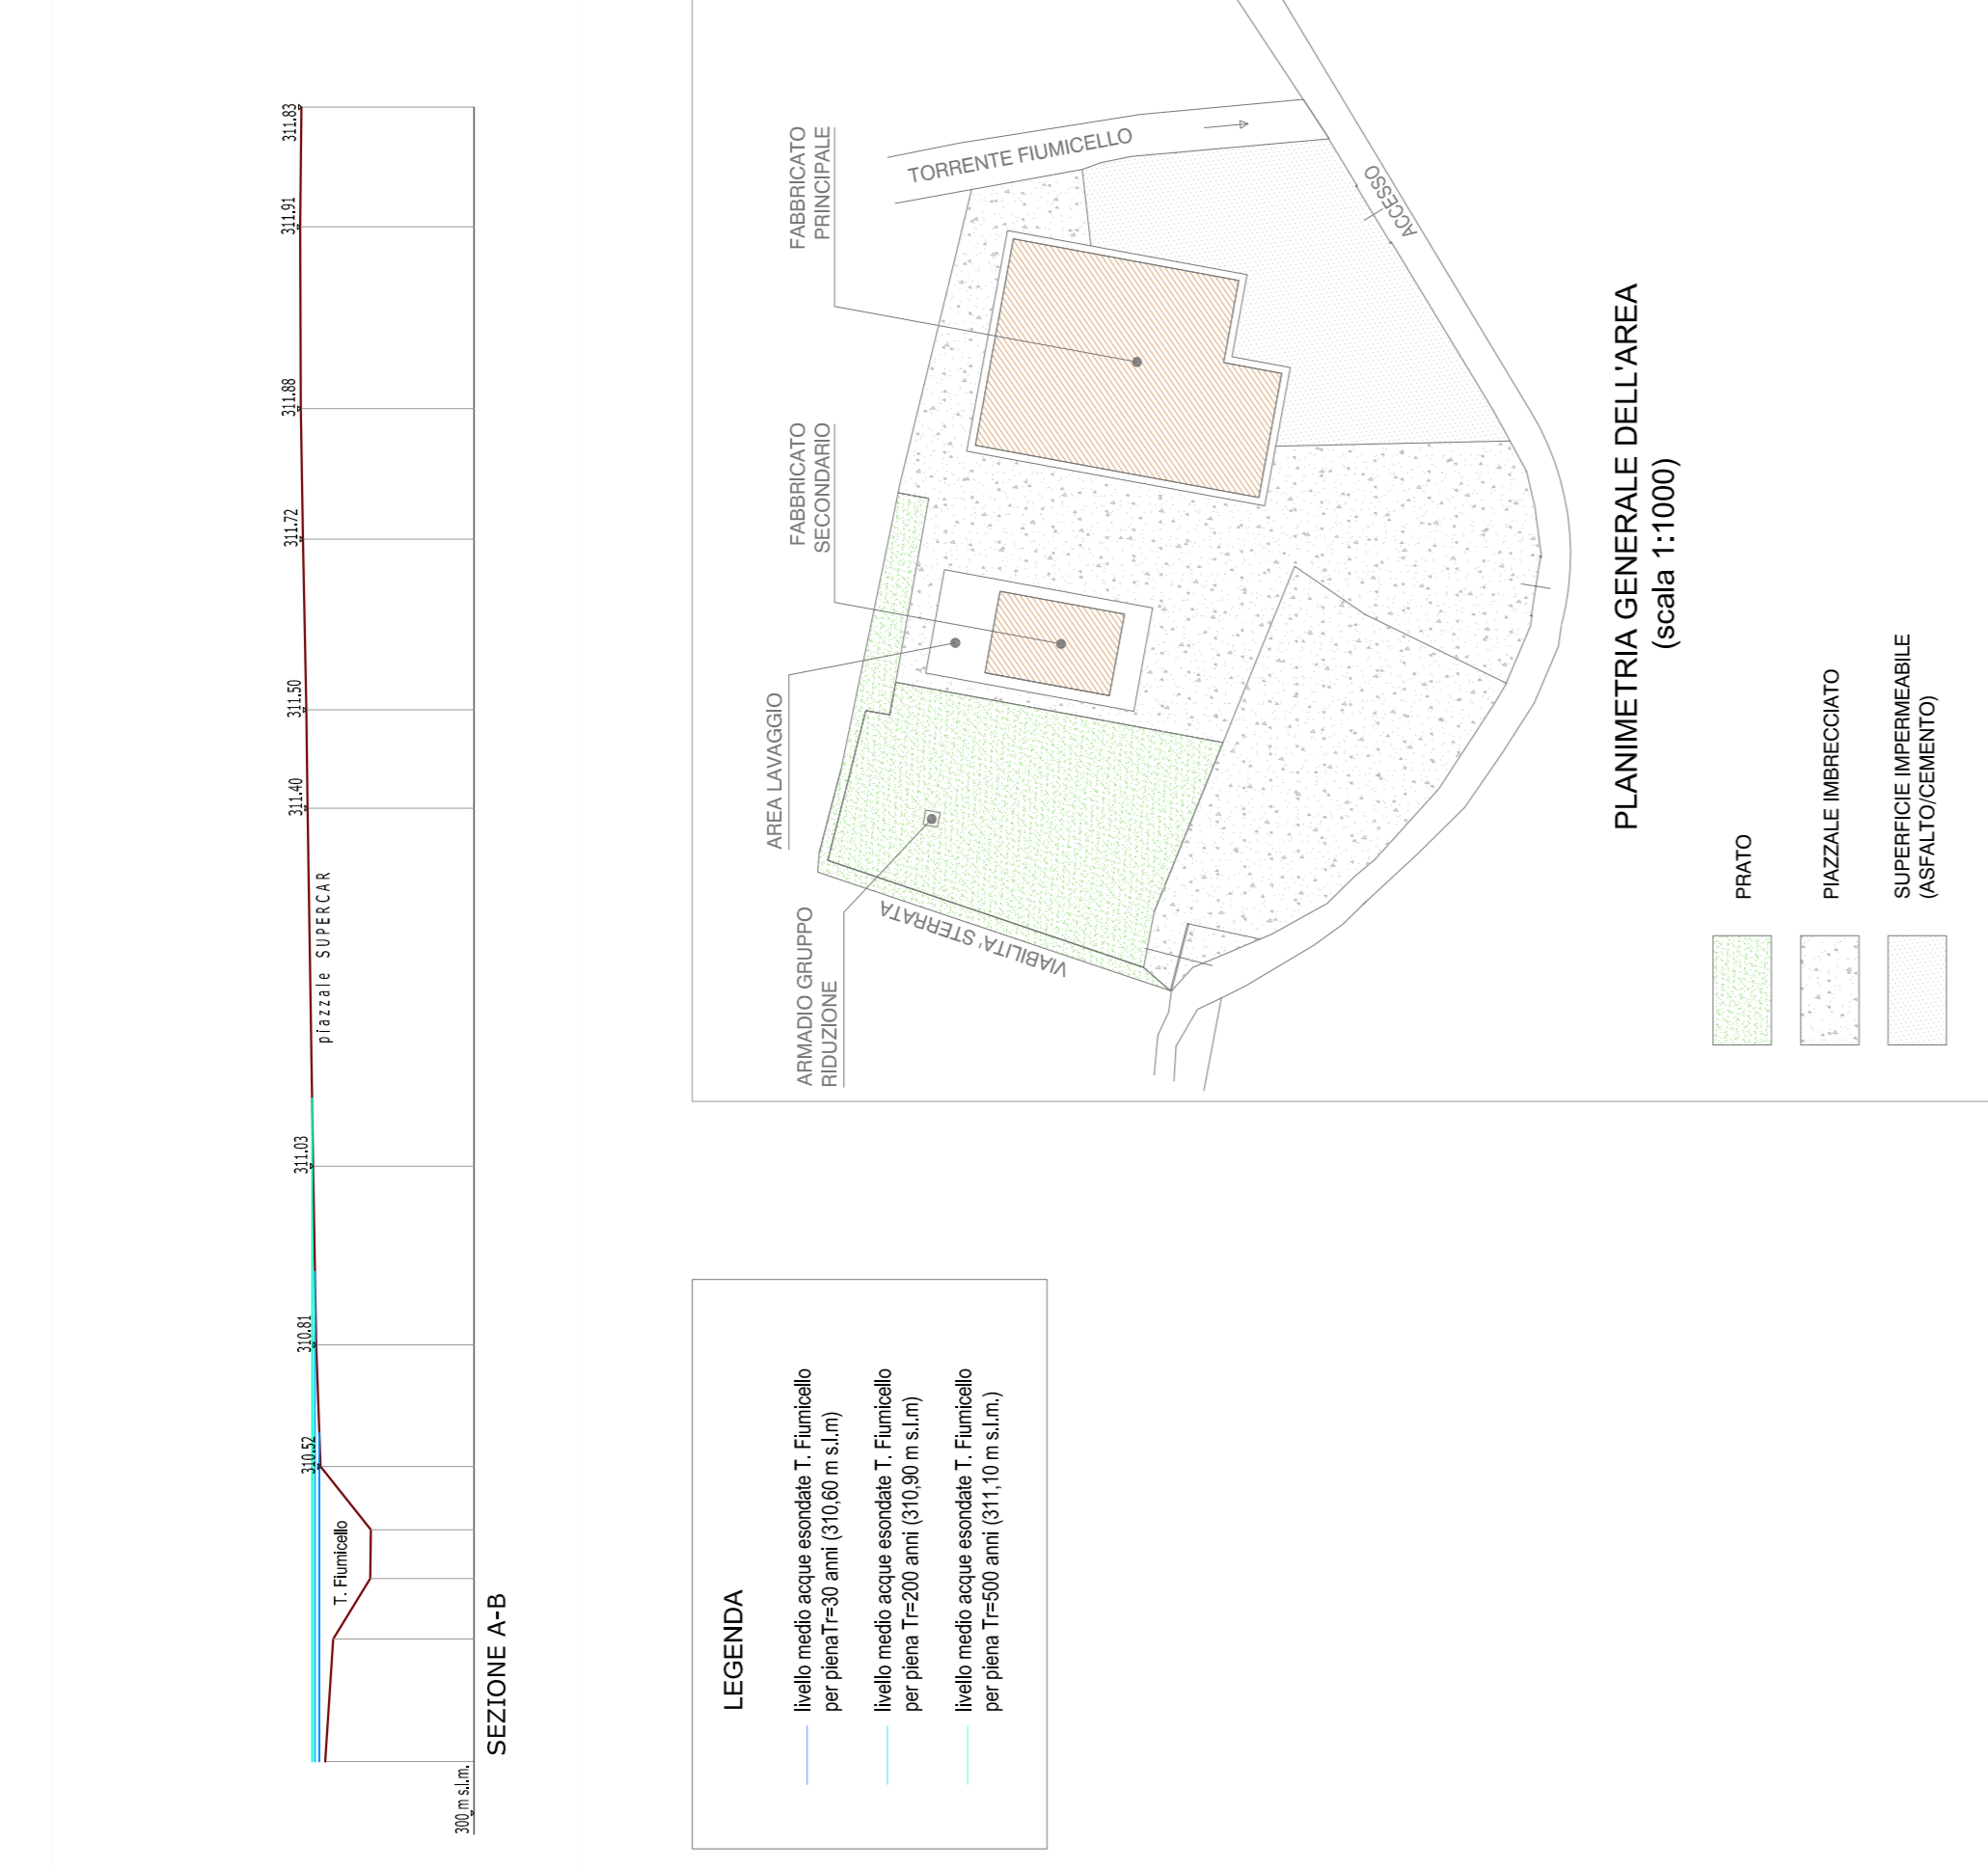 311.83
311.91
311.88
311.72
311.50
311.40
311.03
310.81
310.52
piazzale SUPERCAR
T. Fiumicello
300 m s.l.m.
SEZIONE A-B
LEGENDA
livello medio acque esondate T. Fiumicello
per pienaTr=30 anni (310,60 m s.l.m)
livello medio acque esondate T. Fiumicello
per piena Tr=200 anni (310,90 m s.l.m)
livello medio acque esondate T. Fiumicello
per piena Tr=500 anni (311,10 m s.l.m.)
ARMADIO GRUPPO
RIDUZIONE
AREA LAVAGGIO
FABBRICATO
SECONDARIO
FABBRICATO
PRINCIPALE
TORRENTE FIUMICELLO
VIABILITA' STERRATA
ACCESSO
PLANIMETRIA GENERALE DELL'AREA
(scala 1:1000)
PRATO
PIAZZALE IMBRECCIATO
SUPERFICIE IMPERMEABILE
(ASFALTO/CEMENTO)